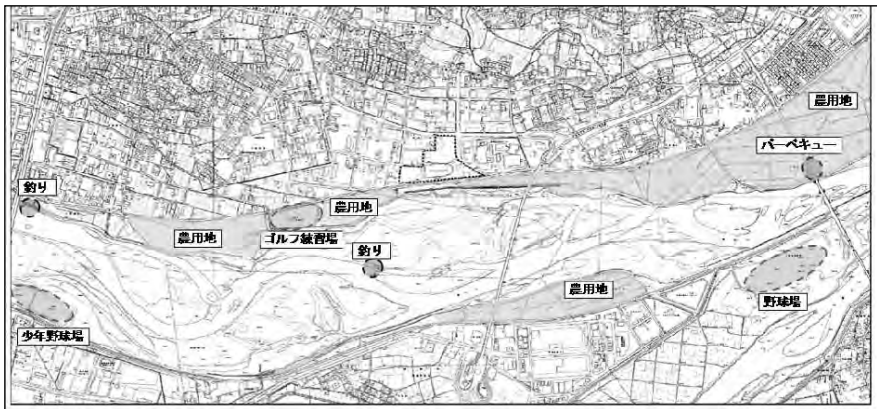 農用地
バーベキュー
釣り
農用地
農用地
ゴルフ練習場
釣り
農用地
野球場
少年野球場